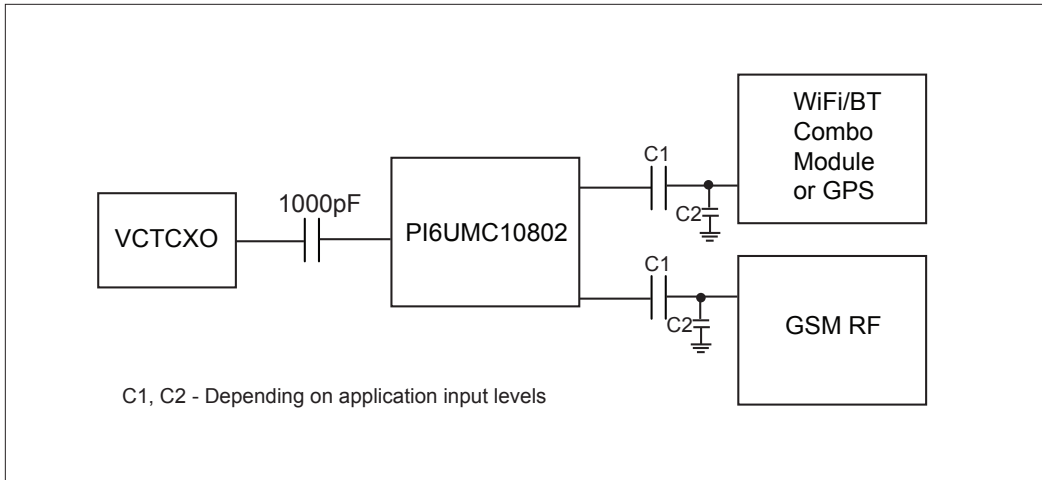 VCTCXO
1000pF
PI6UMC10802
C1
C2
WiFi/BT
Combo
Module
or GPS
C1
C2
GSM RF
C1, C2 - Depending on application input levels